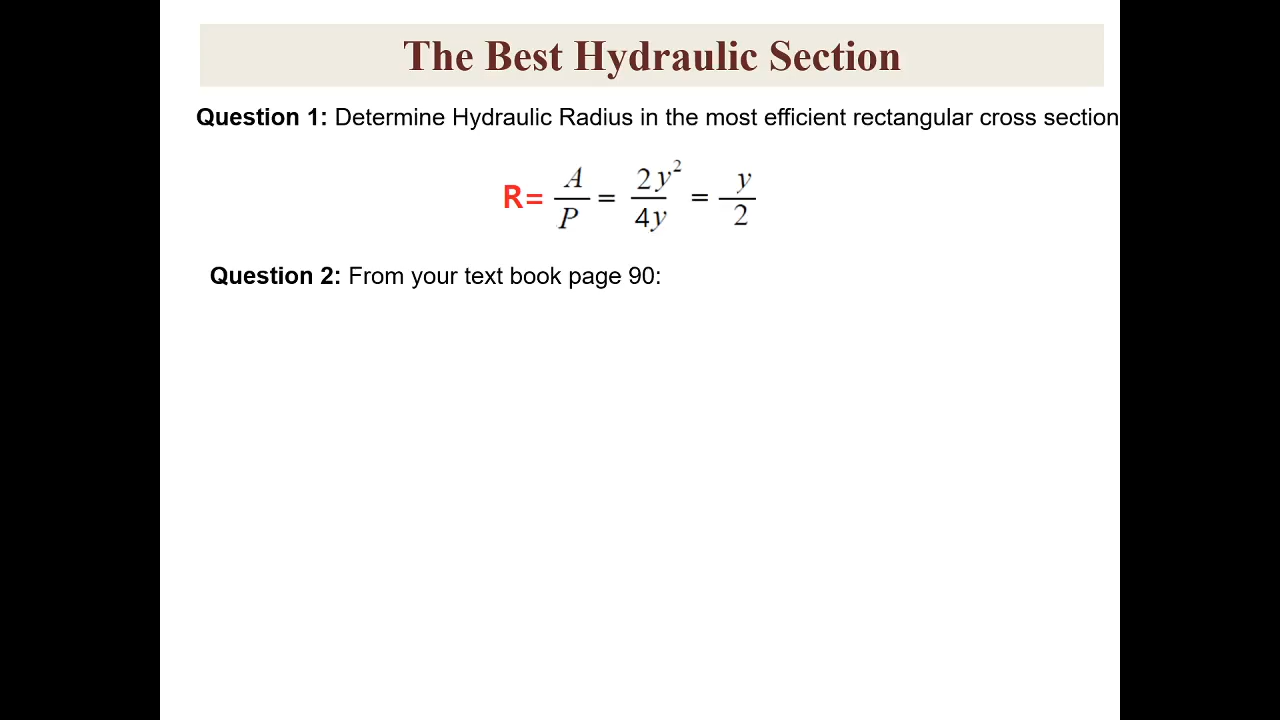 The Best Hydraulic Section
Question 1: Determine Hydraulic Radius in the most efficient rectangular cross section
R= A/P = 2y²/4y = y/2
Question 2: From your text book page 90: